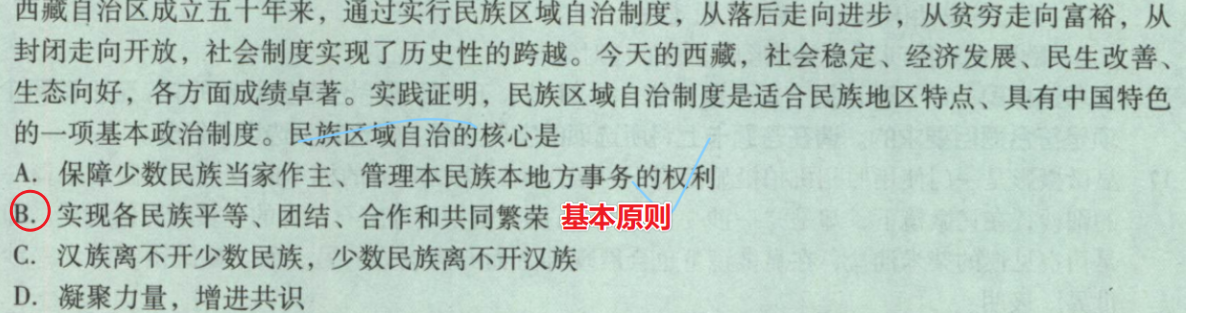 西藏自治区成立五十年来，通过实行民族区域自治制度，从落后走向进步，从贫穷走向富裕，从
封闭走向开放，社会制度实现了历史性的跨越。今天的西藏，社会稳定、经济发展、民生改善、
生态向好，各方面成绩卓著。实践证明，民族区域自治制度是适合民族地区特点、具有中国特色
的一项基本政治制度。民族区域自治的核心是
A. 保障少数民族当家作主、管理本民族本地方事务的权利
B. 实现各民族平等、团结、合作和共同繁荣 基本原则
C. 汉族离不开少数民族，少数民族离不开汉族
D. 凝聚力量，增进共识